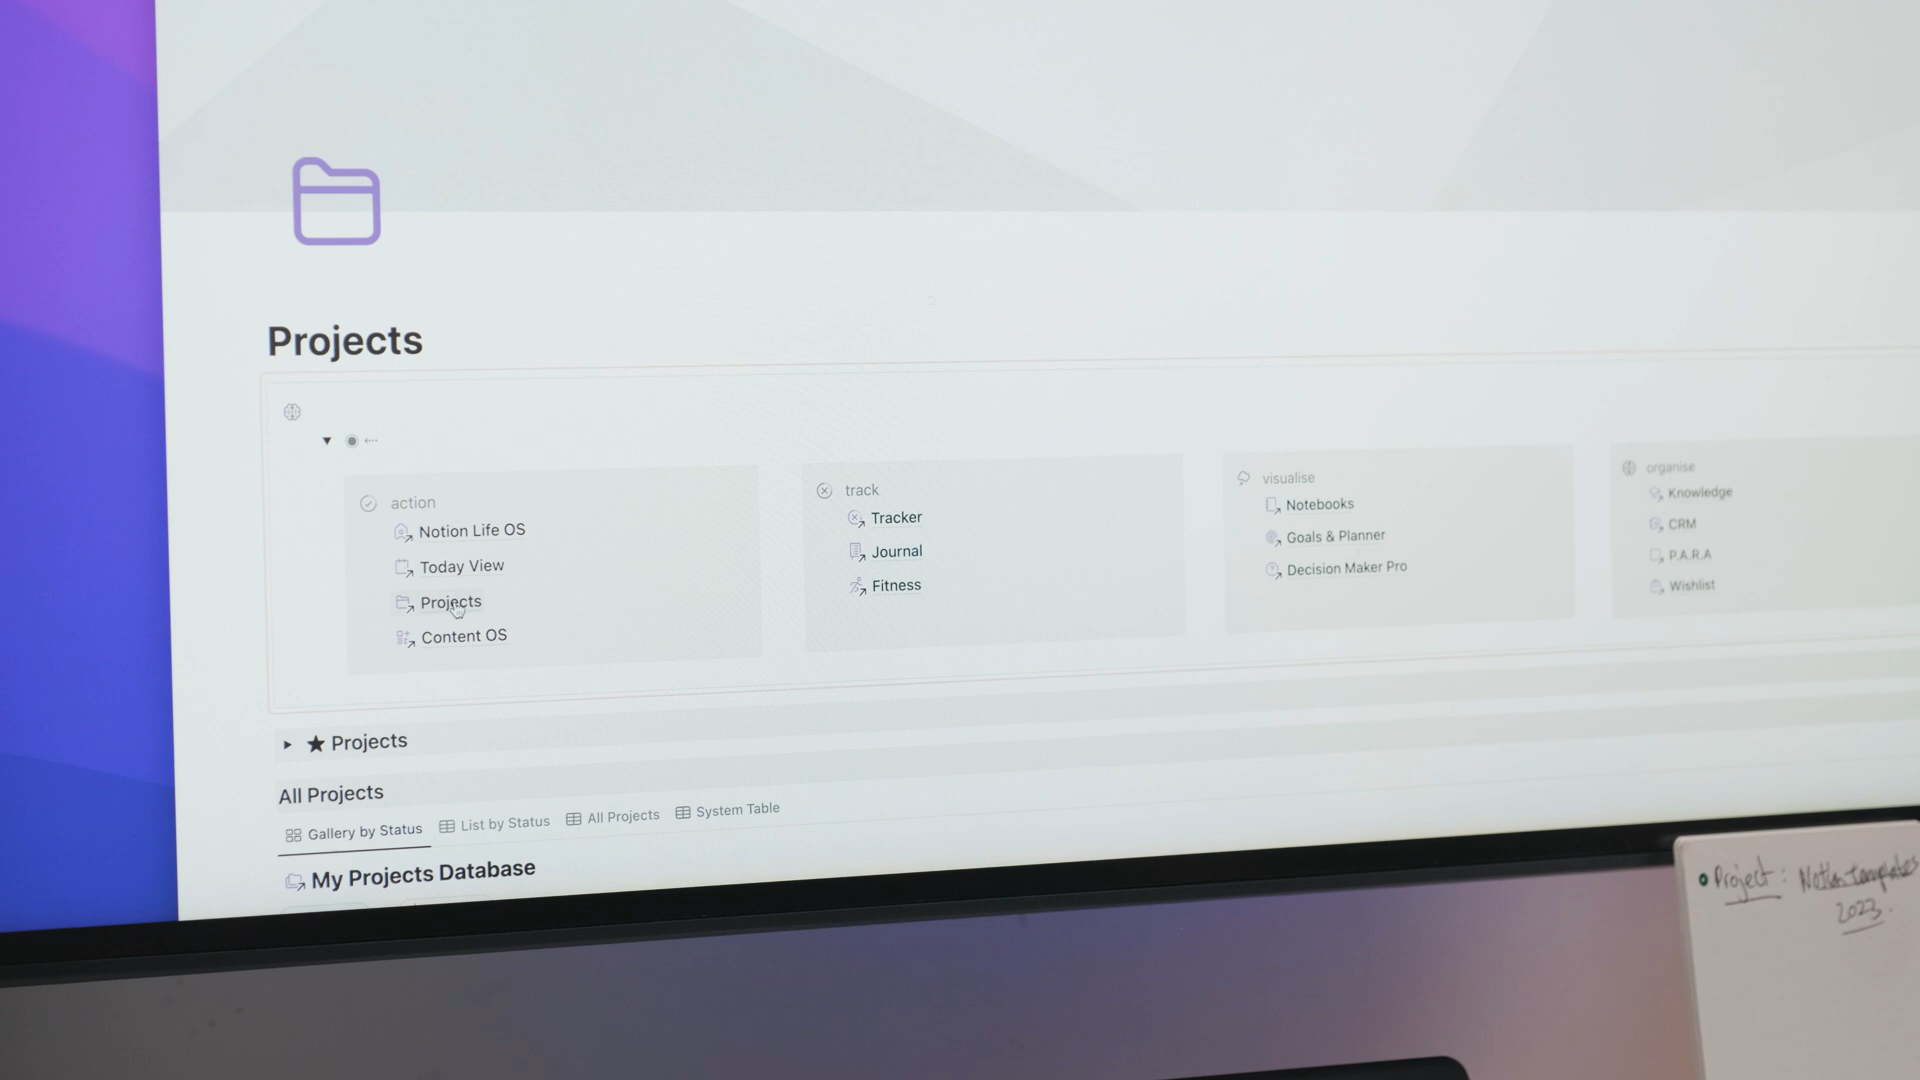 Projects
action
Notion Life OS
Today View
Projects
Content OS
track
Tracker
Journal
Fitness
visualise
Notebooks
Goals & Planner
Decision Maker Pro
organise
Knowledge
CRM
P.A.R.A
Wishlist
★ Projects
All Projects
Gallery by Status
List by Status
All Projects
System Table
My Projects Database
Project : Notion templates
2023.